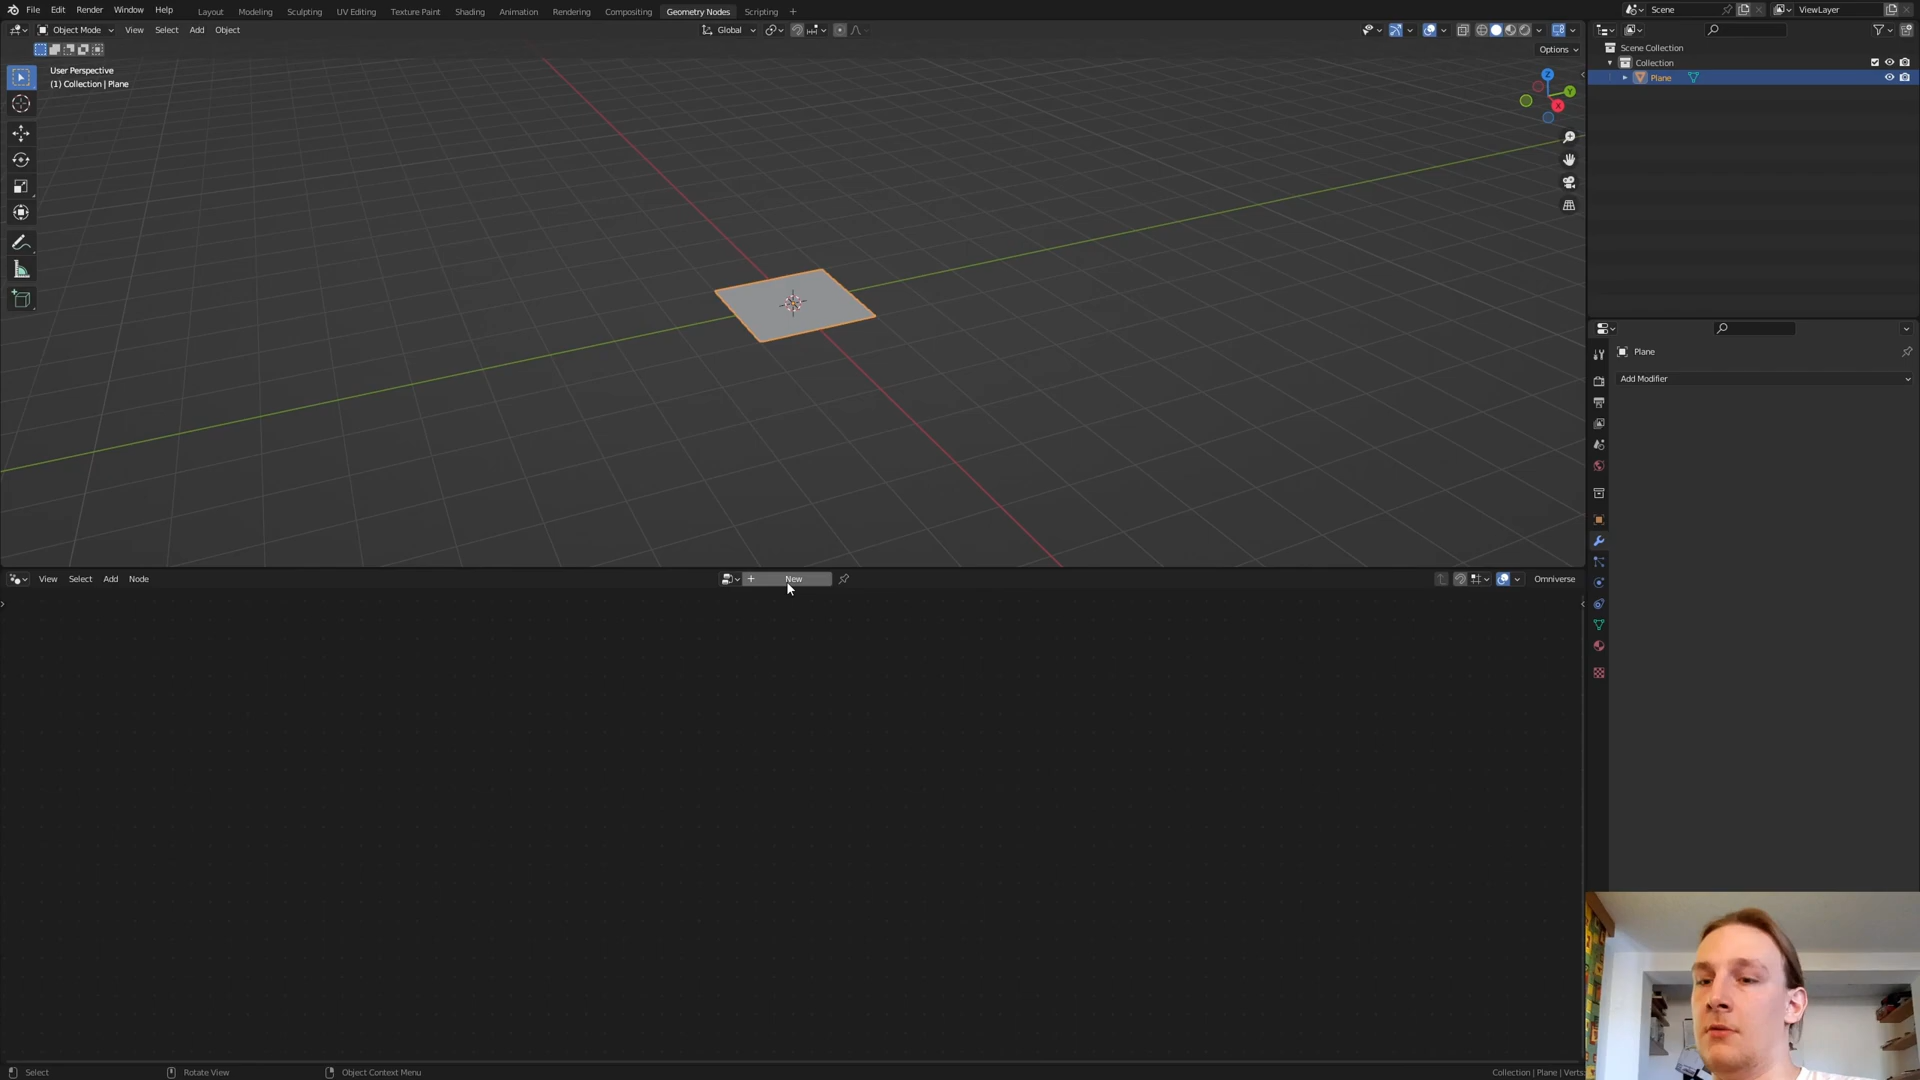 File Edit Render Window Help Layout Modeling Sculpting UV Editing Texture Paint Shading Animation Rendering Compositing Geometry Nodes Scripting + Scene ViewLayer
Object Mode View Select Add Object Global
Options
User Perspective
(1) Collection | Plane
Z
Y
X
Scene Collection
Collection
Plane
Plane
Add Modifier
View Select Add Node + New Omniverse
Select Rotate View Object Context Menu Collection | Plane | Verts: